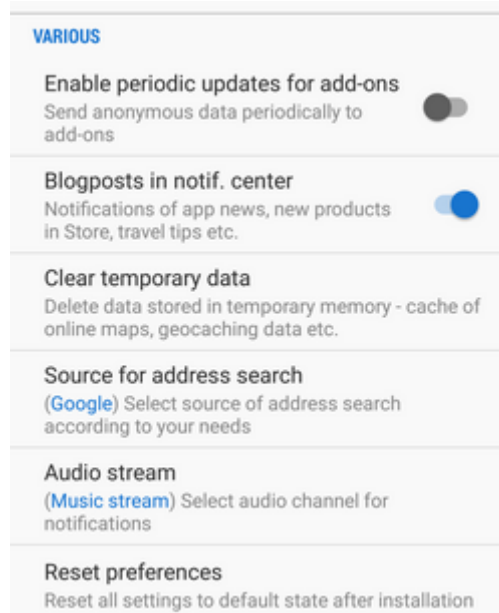 VARIOUS
Enable periodic updates for add-ons
Send anonymous data periodically to
add-ons
Blogposts in notif. center
Notifications of app news, new products
in Store, travel tips etc.
Clear temporary data
Delete data stored in temporary memory - cache of
online maps, geocaching data etc.
Source for address search
(Google) Select source of address search
according to your needs
Audio stream
(Music stream) Select audio channel for
notifications
Reset preferences
Reset all settings to default state after installation